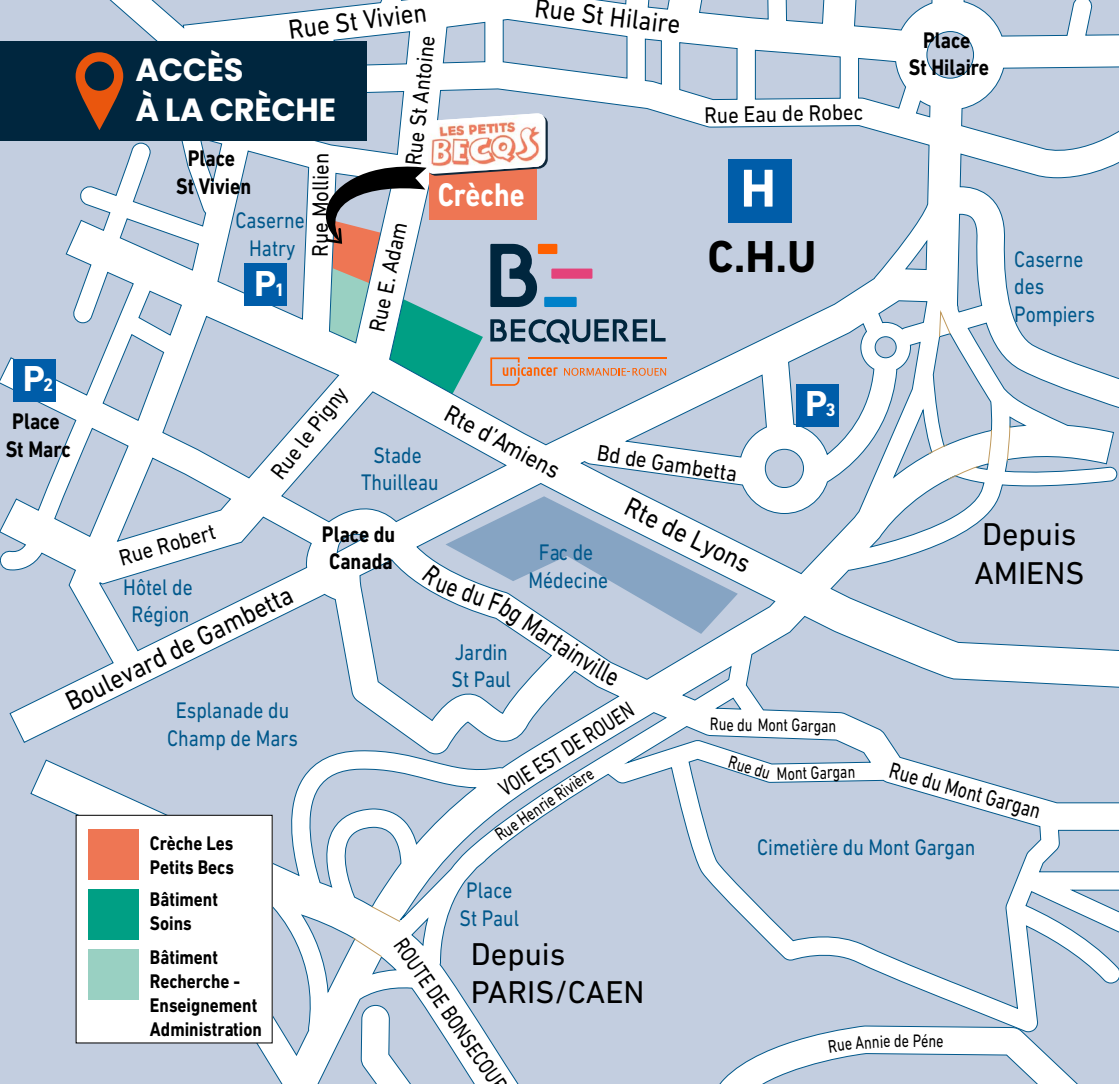 Rue St Vivien
Rue St Hilaire
Place
St Hilaire
ACCÈS
À LA CRÈCHE
Rue St Antoine
Rue Eau de Robec
LES PETITS
BECQS
Crèche
Place
St Vivien
Rue Mollien
H
C.H.U
Caserne
Hatry
P1
Rue E. Adam
BE
BECQUEREL
unicancer NORMANDIE-ROUEN
Caserne
des
Pompiers
P2
Place
St Marc
P3
Rue le Pigny
Rte d'Amiens
Bd de Gambetta
Stade
Thuilleau
Rte de Lyons
Rue Robert
Place du
Canada
Fac de
Médecine
Depuis
AMIENS
Hôtel de
Région
Boulevard de Gambetta
Rue du Fbg Martainville
Jardin
St Paul
Esplanade du
Champ de Mars
VOIE EST DE ROUEN
Rue du Mont Gargan
Rue du Mont Gargan
Rue du Mont Gargan
Rue Henrie Rivière
Crèche Les
Petits Becs
Bâtiment
Soins
Bâtiment
Recherche -
Enseignement
Administration
Cimetière du Mont Gargan
Place
St Paul
Depuis
PARIS/CAEN
ROUTE DE BONSECOUR
Rue Annie de Péne